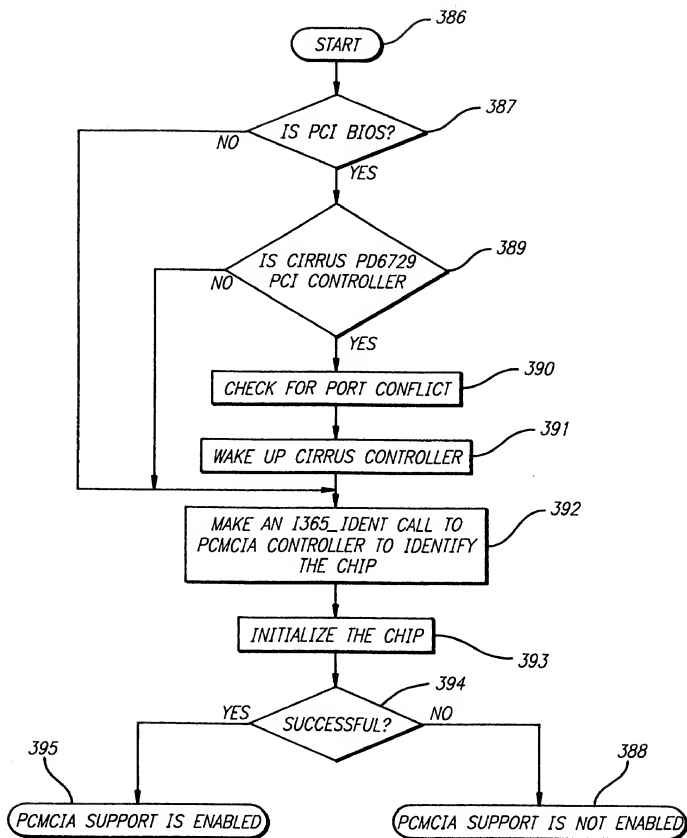 386
START
387
IS PCI BIOS?
NO
YES
389
IS CIRRUS PD6729
PCI CONTROLLER
NO
YES
390
CHECK FOR PORT CONFLICT
391
WAKE UP CIRRUS CONTROLLER
392
MAKE AN I365_IDENT CALL TO
PCMCIA CONTROLLER TO IDENTIFY
THE CHIP
INITIALIZE THE CHIP
393
394
YES
SUCCESSFUL?
NO
395
388
PCMCIA SUPPORT IS ENABLED
PCMCIA SUPPORT IS NOT ENABLED